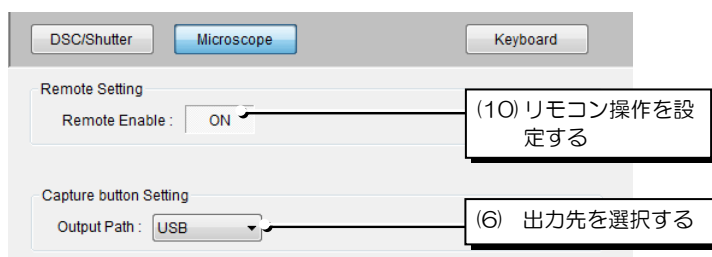 DSC/Shutter Microscope Keyboard
Remote Setting
Remote Enable : ON
(10) リモコン操作を設
定する
Capture button Setting
Output Path : USB
(6) 出力先を選択する